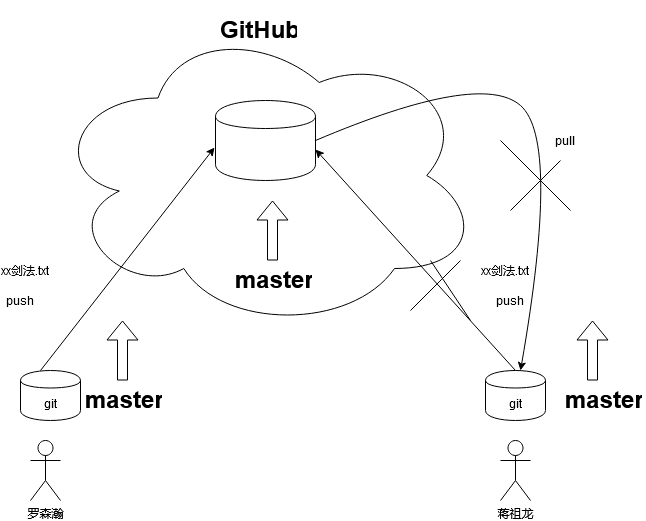 GitHub
pull
master
xx剑法.txt
push
xx剑法.txt
push
git
master
git
master
罗森瀚
蒋祖龙